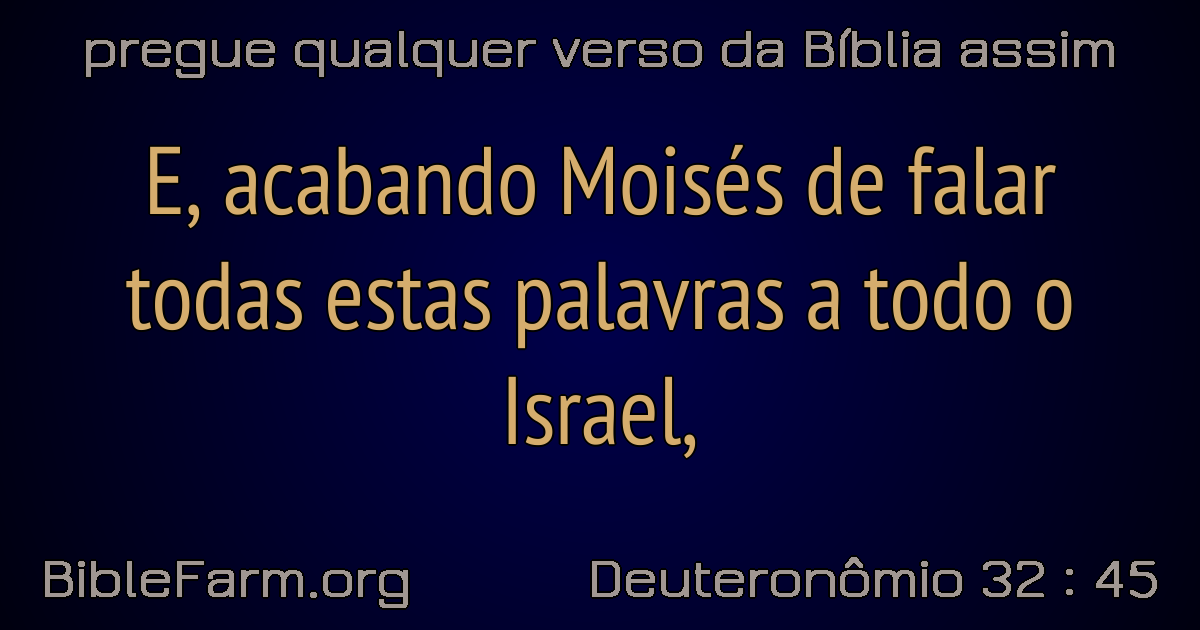 pregue qualquer verso da Bíblia assim
E, acabando Moisés de falar
todas estas palavras a todo o
Israel,
BibleFarm.org
Deuteronômio 32 : 45